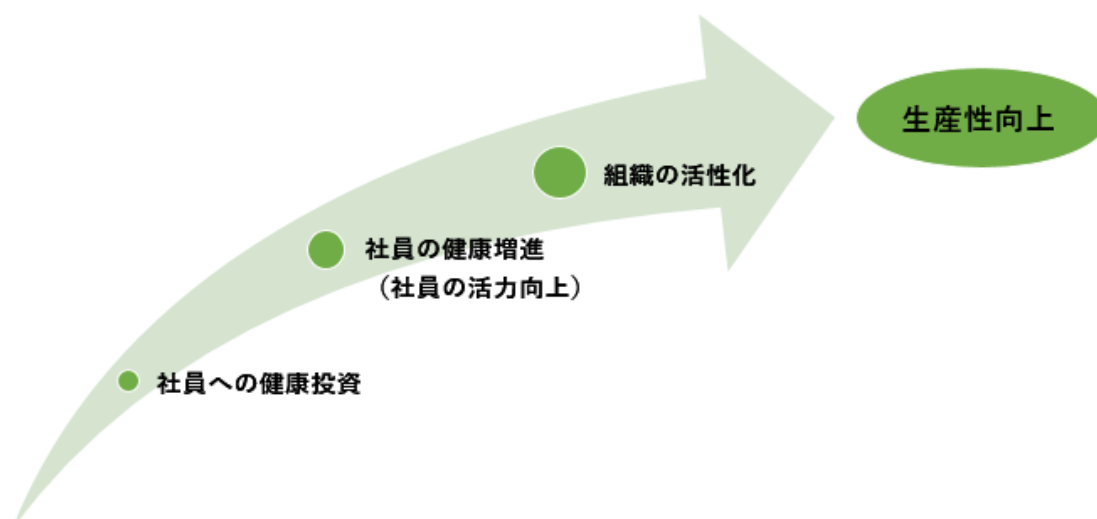 生産性向上
組織の活性化
社員の健康増進
（社員の活力向上）
社員への健康投資